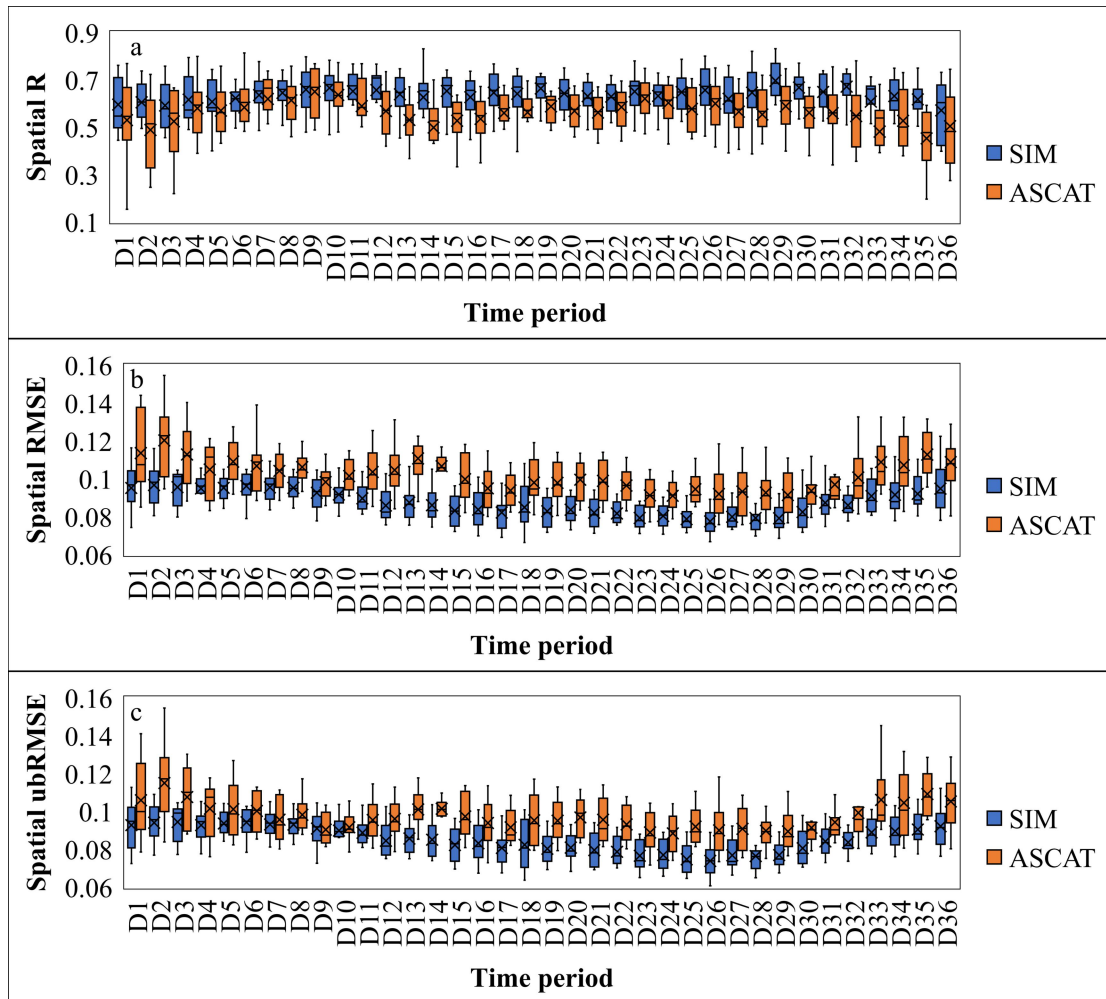 a
Spatial R
0.9
0.7
0.5
0.3
0.1
D1 D2 D3 D4 D5 D6 D7 D8 D9 D10 D11 D12 D13 D14 D15 D16 D17 D18 D19 D20 D21 D22 D23 D24 D25 D26 D27 D28 D29 D30 D31 D32 D33 D34 D35 D36
Time period
SIM
ASCAT
b
Spatial RMSE
0.16
0.14
0.12
0.1
0.08
0.06
D1 D2 D3 D4 D5 D6 D7 D8 D9 D10 D11 D12 D13 D14 D15 D16 D17 D18 D19 D20 D21 D22 D23 D24 D25 D26 D27 D28 D29 D30 D31 D32 D33 D34 D35 D36
Time period
SIM
ASCAT
c
Spatial ubRMSE
0.16
0.14
0.12
0.1
0.08
0.06
D1 D2 D3 D4 D5 D6 D7 D8 D9 D10 D11 D12 D13 D14 D15 D16 D17 D18 D19 D20 D21 D22 D23 D24 D25 D26 D27 D28 D29 D30 D31 D32 D33 D34 D35 D36
Time period
SIM
ASCAT